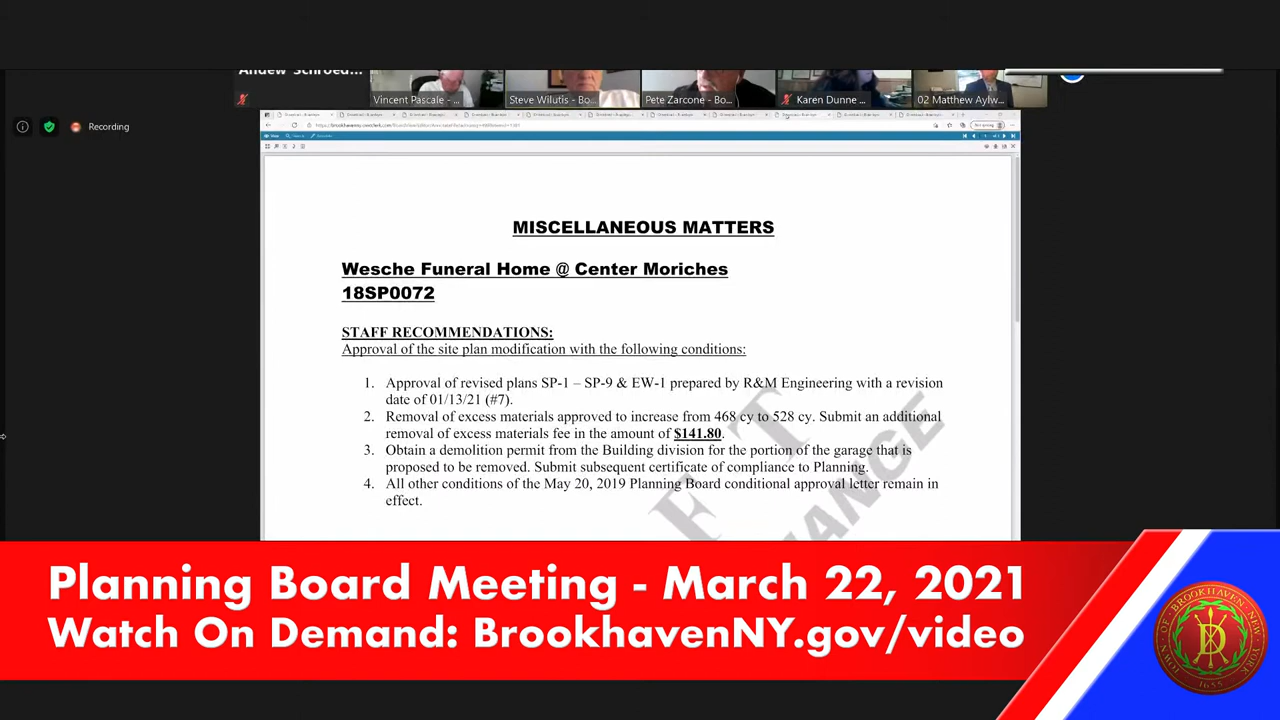 Andew Schroed...
Vincent Pascale - ...
Steve Wilutis - Bo...
Pete Zarcone - Bo...
Karen Dunne ...
02 Matthew Aylw...
Recording
MISCELLANEOUS MATTERS
Wesche Funeral Home @ Center Moriches
18SP0072
STAFF RECOMMENDATIONS:
Approval of the site plan modification with the following conditions:
1. Approval of revised plans SP-1 – SP-9 & EW-1 prepared by R&M Engineering with a revision
date of 01/13/21 (#7).
2. Removal of excess materials approved to increase from 468 cy to 528 cy. Submit an additional
removal of excess materials fee in the amount of $141.80.
3. Obtain a demolition permit from the Building division for the portion of the garage that is
proposed to be removed. Submit subsequent certificate of compliance to Planning.
4. All other conditions of the May 20, 2019 Planning Board conditional approval letter remain in
effect.
F T
ANGE
Planning Board Meeting - March 22, 2021
Watch On Demand: BrookhavenNY.gov/video
TOWN OF BROOKHAVEN NEW YORK
1655